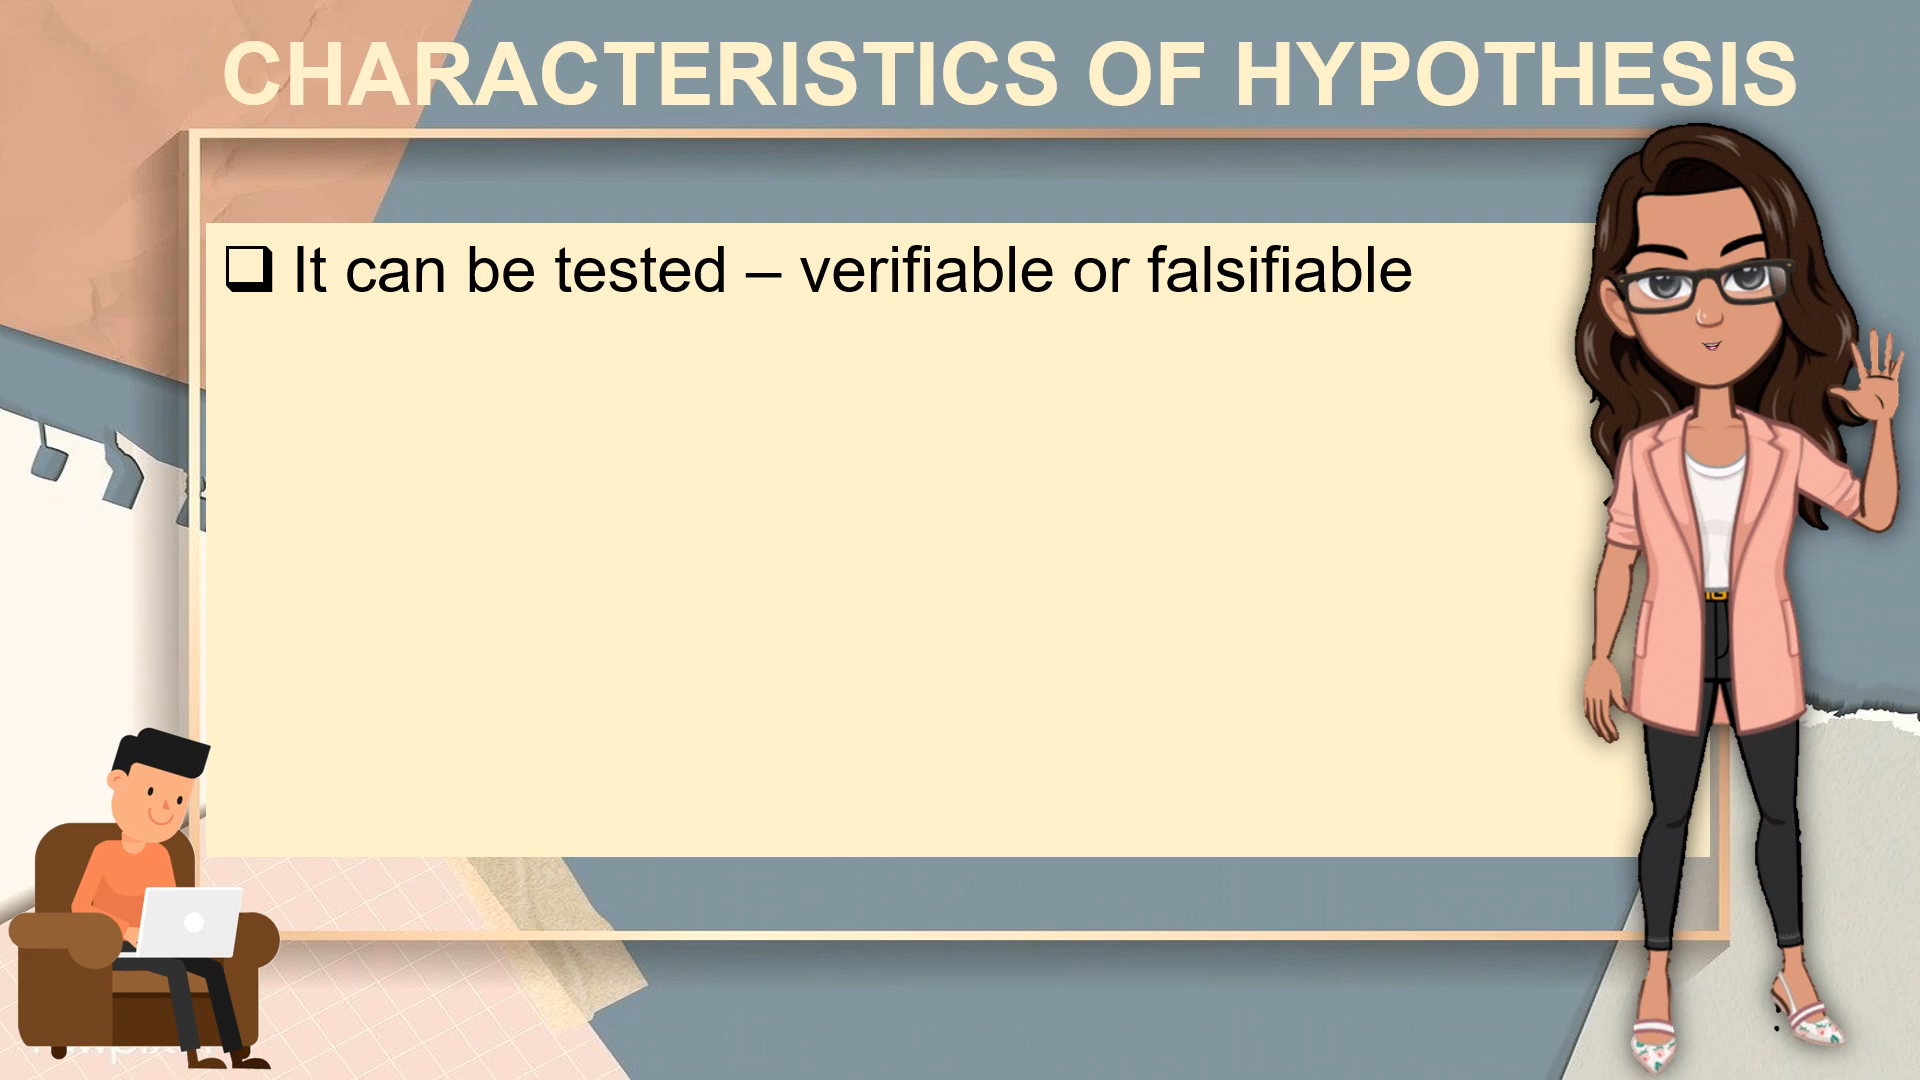 CHARACTERISTICS OF HYPOTHESIS
❑ It can be tested – verifiable or falsifiable